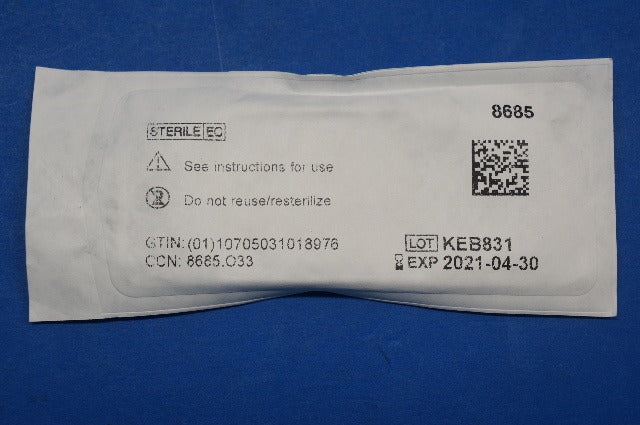 8685
STERILE EO
See instructions for use
Do not reuse/resterilize
GTIN: (01)10705031018976
CCN: 8685.O33
LOT KEB831
EXP 2021-04-30